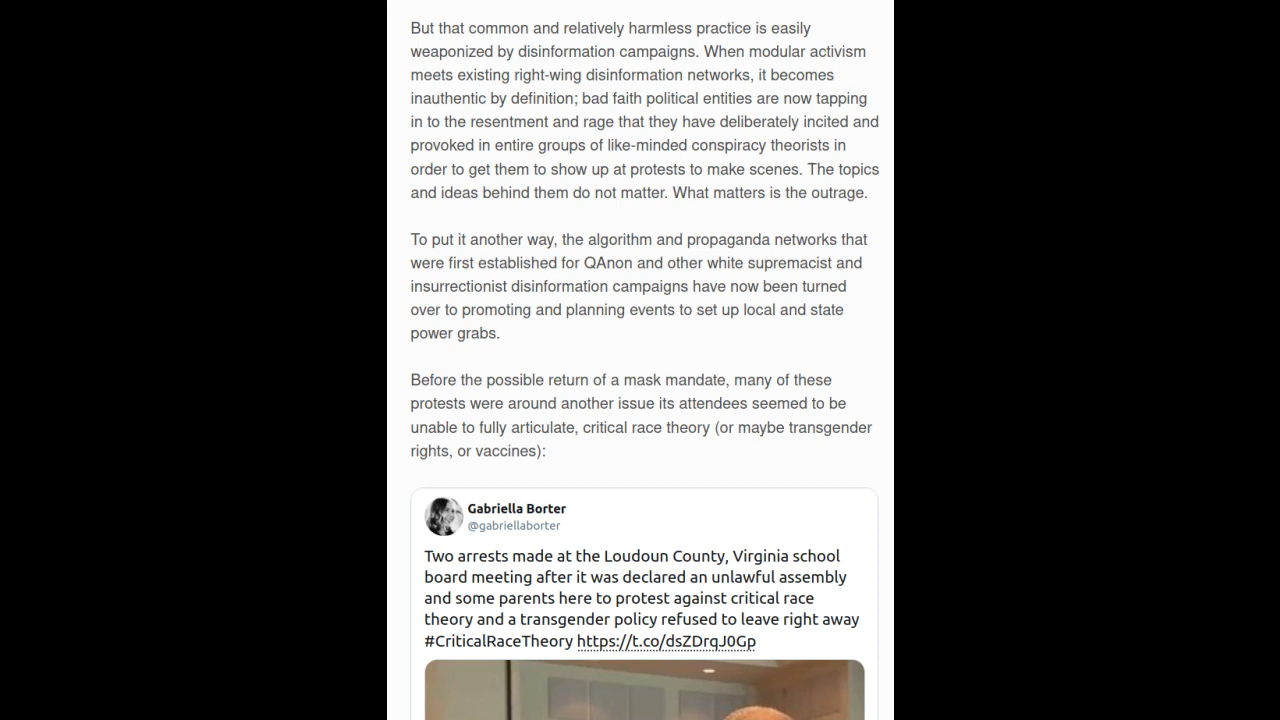 But that common and relatively harmless practice is easily
weaponized by disinformation campaigns. When modular activism
meets existing right-wing disinformation networks, it becomes
inauthentic by definition; bad faith political entities are now tapping
in to the resentment and rage that they have deliberately incited and
provoked in entire groups of like-minded conspiracy theorists in
order to get them to show up at protests to make scenes. The topics
and ideas behind them do not matter. What matters is the outrage.
To put it another way, the algorithm and propaganda networks that
were first established for QAnon and other white supremacist and
insurrectionist disinformation campaigns have now been turned
over to promoting and planning events to set up local and state
power grabs.
Before the possible return of a mask mandate, many of these
protests were around another issue its attendees seemed to be
unable to fully articulate, critical race theory (or maybe transgender
rights, or vaccines):
Gabriella Borter
@gabriellaborter
Two arrests made at the Loudoun County, Virginia school
board meeting after it was declared an unlawful assembly
and some parents here to protest against critical race
theory and a transgender policy refused to leave right away
#CriticalRaceTheory https://t.co/dsZDrqJ0Gp